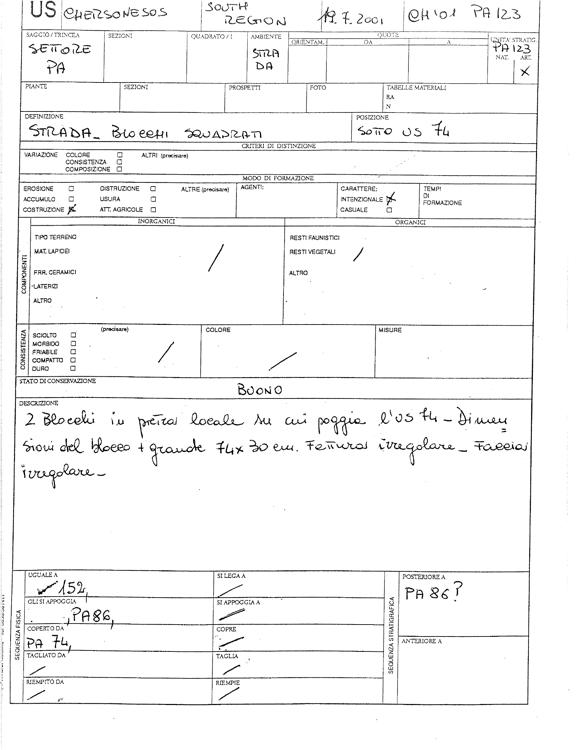 US CHERSONESOS SOUTH REGION 19.7.2001 CH'01 PA 123
SAGGIO/TRINCEA SEZIONI QUADRATO/I AMBIENTE QUOTE UNITÀ STRATIG.
SETTORE PA STRADA ORIENTAM. DA A PA 123
NAT. ART.
X
PIANTE SEZIONI PROSPETTI FOTO TABELLE MATERIALI
RA
N
DEFINIZIONE POSIZIONE
STRADA_ BLOCCHI SQUADRATI SOTTO US 74
CRITERI DI DISTINZIONE
VARIAZIONE COLORE ☐ ALTRI (precisare)
CONSISTENZA ☐
COMPOSIZIONE ☐
MODO DI FORMAZIONE
EROSIONE ☐ DISTRUZIONE ☐ ALTRE (precisare) AGENTI: CARATTERE: TEMPI
ACCUMULO ☐ USURA ☐ INTENZIONALE ☒ DI
COSTRUZIONE ☒ ATT. AGRICOLE ☐ CASUALE ☐ FORMAZIONE
COMPONENTI
INORGANICI ORGANICI
TIPO TERRENO RESTI FAUNISTICI
MAT. LAPIDEI / RESTI VEGETALI /
FRR. CERAMICI ALTRO
LATERIZI
ALTRO
CONSISTENZA
(precisare) COLORE MISURE
SCIOLTO ☐
MORBIDO ☐
FRIABILE ☐ /
COMPATTO ☐ /
DURO ☐
STATO DI CONSERVAZIONE
BUONO
DESCRIZIONE
2 Blocchi in pietra locale su cui poggia l'US 74 - Dimen
sioni del blocco + grande 74x30 cm. Fattura irregolare - Faccia
irregolare -
SEQUENZA FISICA
UGUALE A SI LEGA A
152, /
GLI SI APPOGGIA SI APPOGGIA A
PA86, /
COPERTO DA COPRE
PA 74, /
TAGLIATO DA TAGLIA
/ /
RIEMPITO DA RIEMPIE
/ /
SEQUENZA STRATIGRAFICA
POSTERIORE A
PA 86?
ANTERIORE A